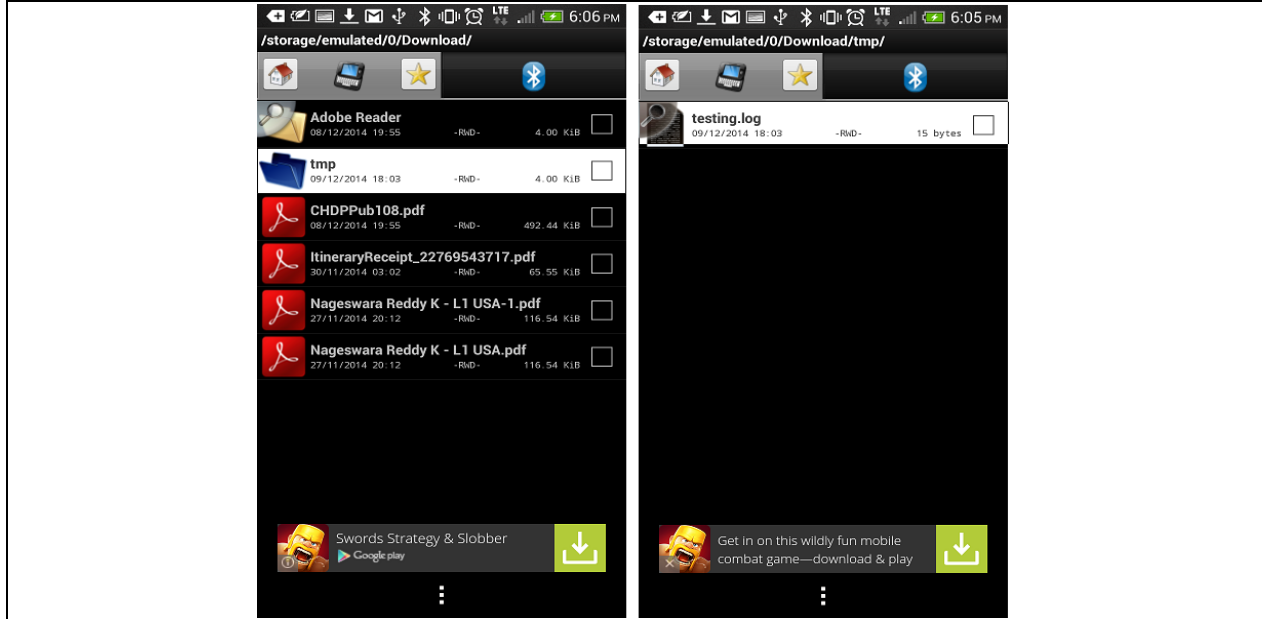 LTE 6:06 PM
/storage/emulated/0/Download/
Adobe Reader
08/12/2014 19:55 -RWD- 4.00 KiB
tmp
09/12/2014 18:03 -RWD- 4.00 KiB
CHDPPub108.pdf
08/12/2014 19:55 -RWD- 492.44 KiB
ItineraryReceipt_22769543717.pdf
30/11/2014 03:02 -RWD- 65.55 KiB
Nageswara Reddy K - L1 USA-1.pdf
27/11/2014 20:12 -RWD- 116.54 KiB
Nageswara Reddy K - L1 USA.pdf
27/11/2014 20:12 -RWD- 116.54 KiB
Swords Strategy & Slobber
Google play
LTE 6:05 PM
/storage/emulated/0/Download/tmp/
testing.log
09/12/2014 18:03 -RWD- 15 bytes
Get in on this wildly fun mobile
combat game—download & play